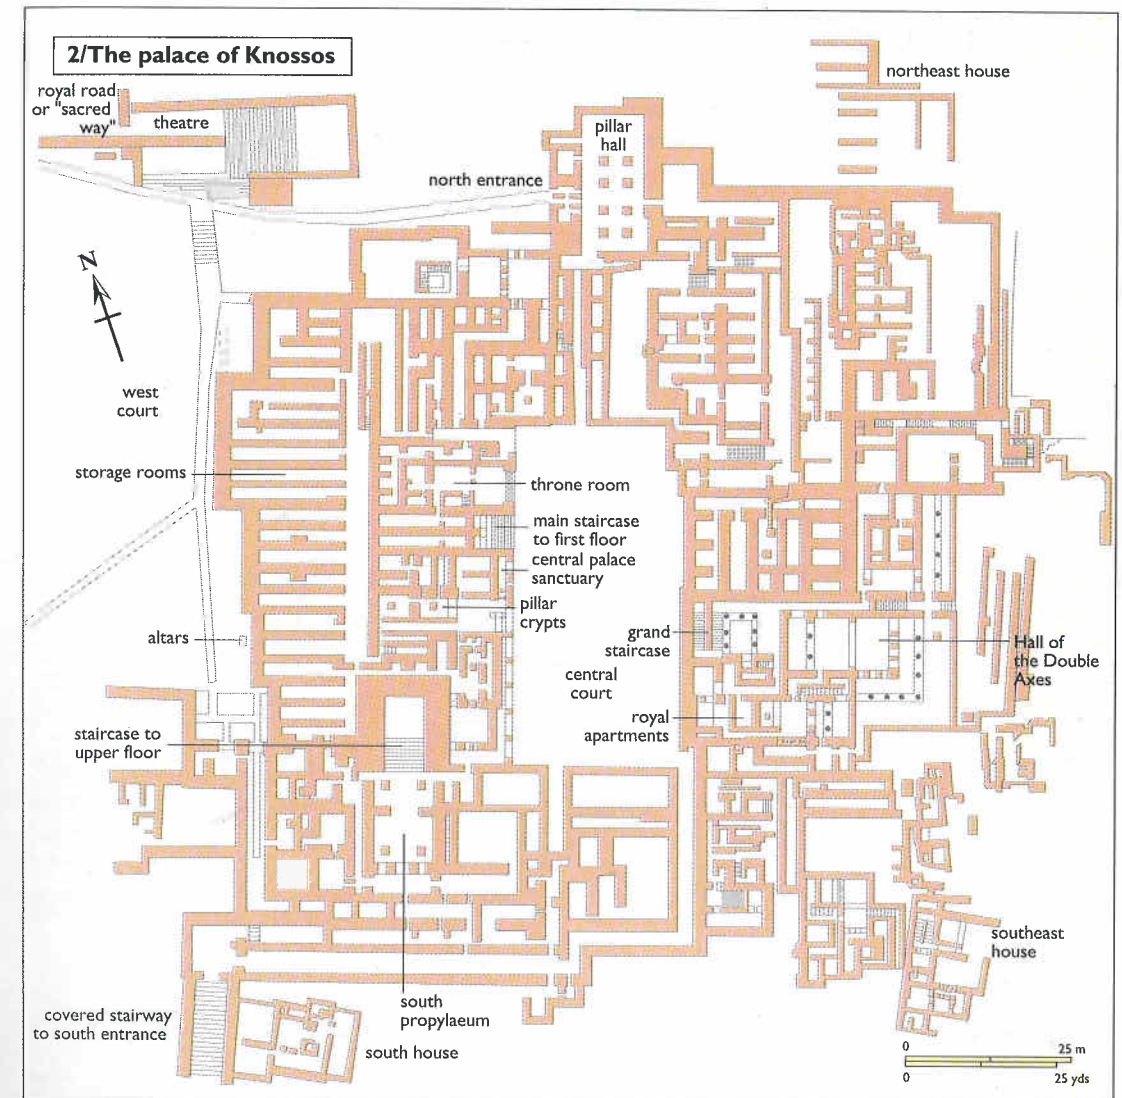 2/The palace of Knossos
royal road
or "sacred
way"
theatre
pillar
hall
northeast house
north entrance
N
west
court
storage rooms
throne room
main staircase
to first floor
central palace
sanctuary
pillar
crypts
altars
grand
staircase
Hall of
the Double
Axes
central
court
royal
apartments
staircase to
upper floor
southeast
house
south
propylaeum
covered stairway
to south entrance
south house
0 25 m
0 25 yds